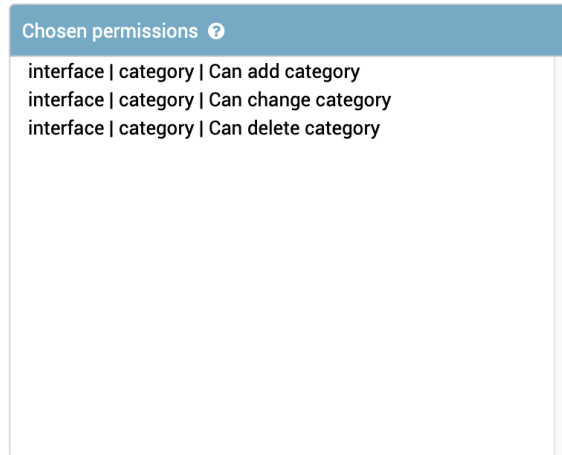 Chosen permissions ?
interface | category | Can add category
interface | category | Can change category
interface | category | Can delete category